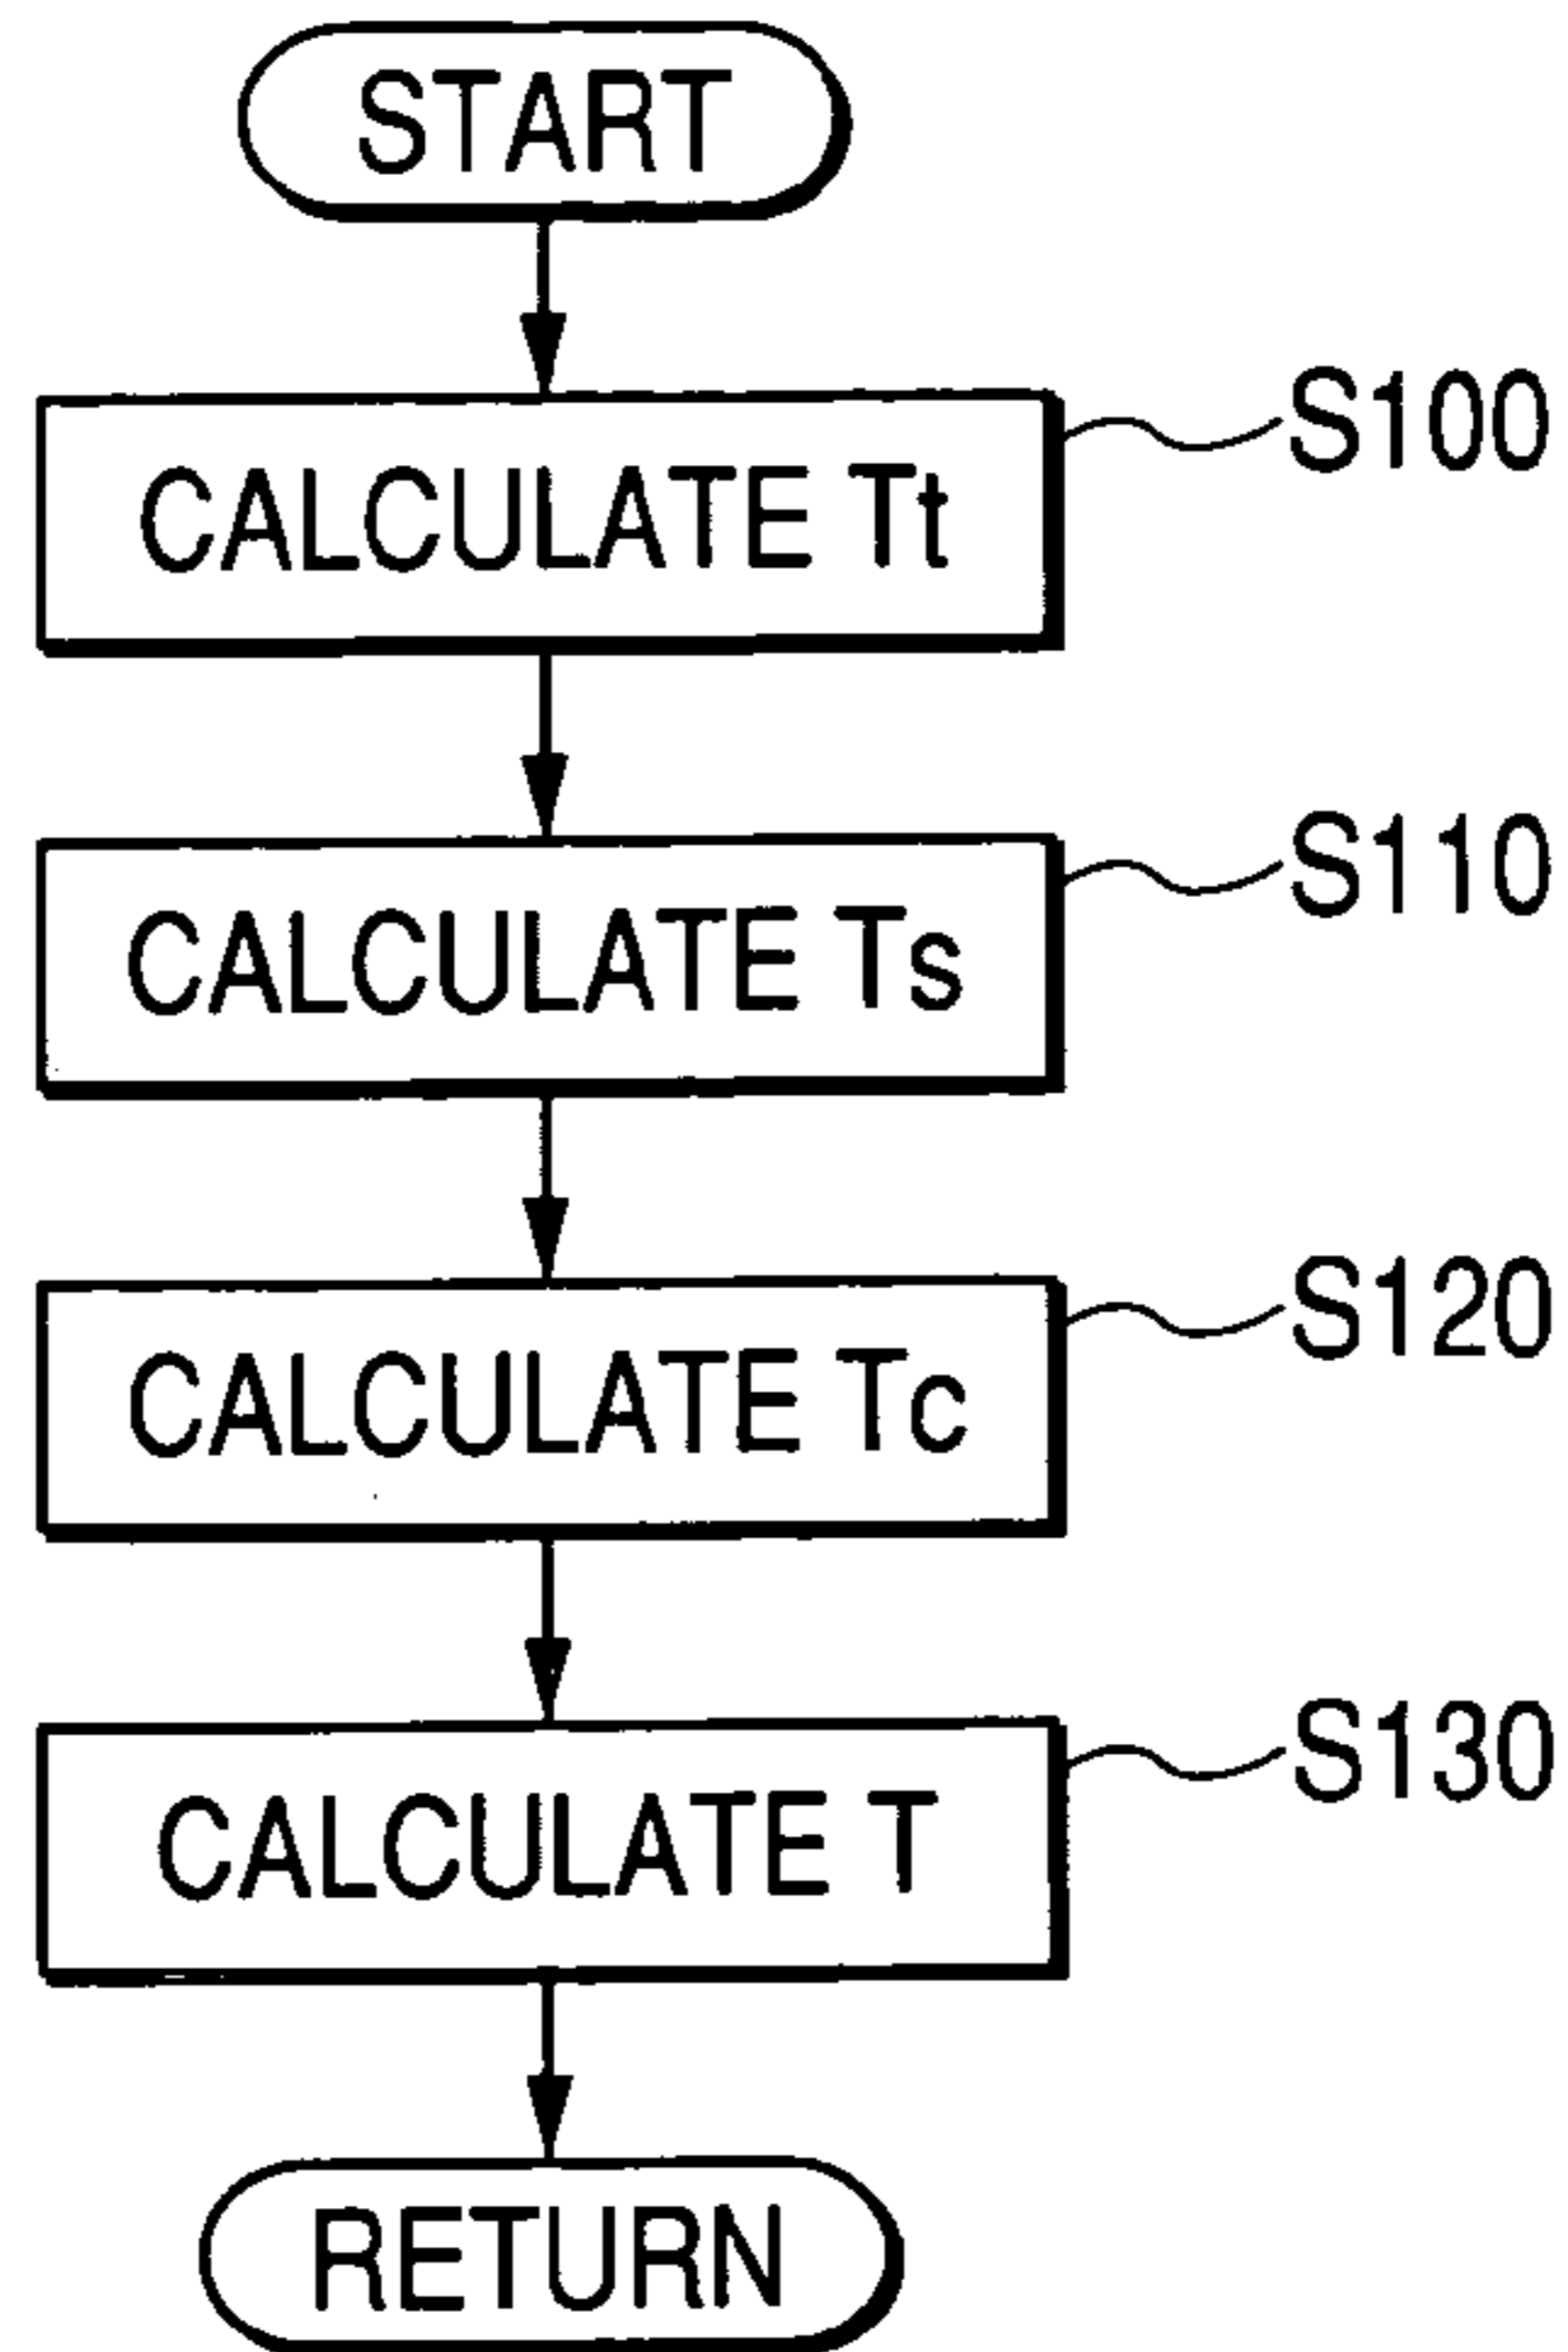 START
CALCULATE Tt
S100
CALCULATE Ts
S110
CALCULATE Tc
S120
CALCULATE T
S130
RETURN